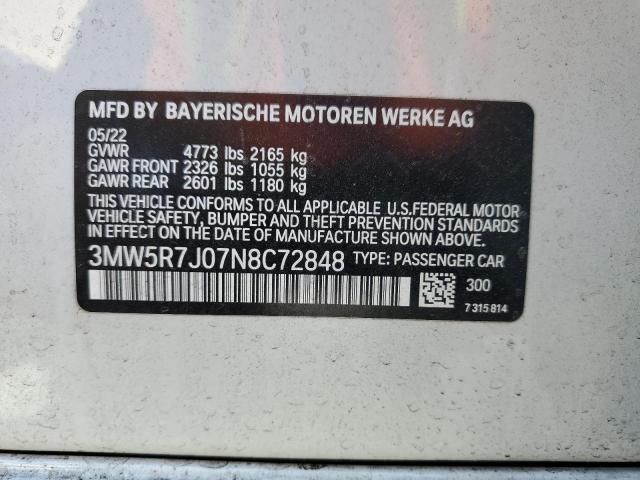 MFD BY BAYERISCHE MOTOREN WERKE AG
05/22
GVWR 4773 lbs 2165 kg
GAWR FRONT 2326 lbs 1055 kg
GAWR REAR 2601 lbs 1180 kg
THIS VEHICLE CONFORMS TO ALL APPLICABLE U.S.FEDERAL MOTOR
VEHICLE SAFETY, BUMPER AND THEFT PREVENTION STANDARDS
IN EFFECT ON THE DATE OF MANUFACTURE SHOWN ABOVE.
3MW5R7J07N8C72848 TYPE: PASSENGER CAR
300
7 315 814